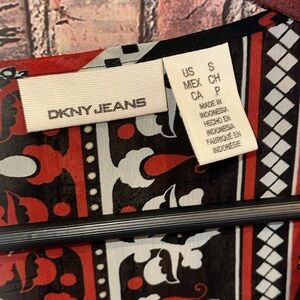 DKNY JEANS
US S
MEX CH
CA P
MADE IN
INDONESIA
HECHO EN
INDONESIA
FABRIQUÉ EN
INDONÉSIE